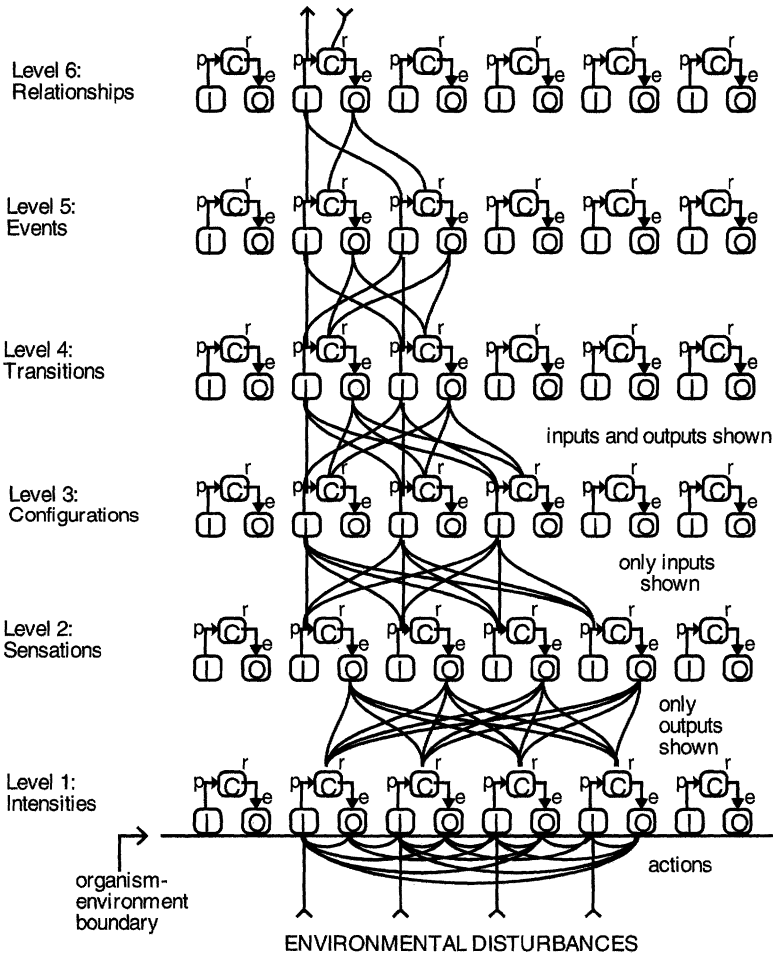 r r r r r r
Level 6: p C p C p C p C p C p C
Relationships e e e e e e
I O I O I O I O I O I O
r r r r r r
Level 5: p C p C p C p C p C p C
Events e e e e e e
I O I O I O I O I O I O
r r r r r r
Level 4: p C p C p C p C p C p C
Transitions e e e e e e
I O I O I O I O I O I O
inputs and outputs shown
r r r r r r
Level 3: p C p C p C p C p C p C
Configurations e e e e e e
I O I O I O I O I O I O
only inputs
shown
r r r r r r
Level 2: p C p C p C p C p C p C
Sensations e e e e e e
I O I O I O I O I O I O
only
outputs
shown
r r r r r r
Level 1: p C p C p C p C p C p C
Intensities e e e e e e
I O I O I O I O I O I O
actions
organism-
environment
boundary
ENVIRONMENTAL DISTURBANCES